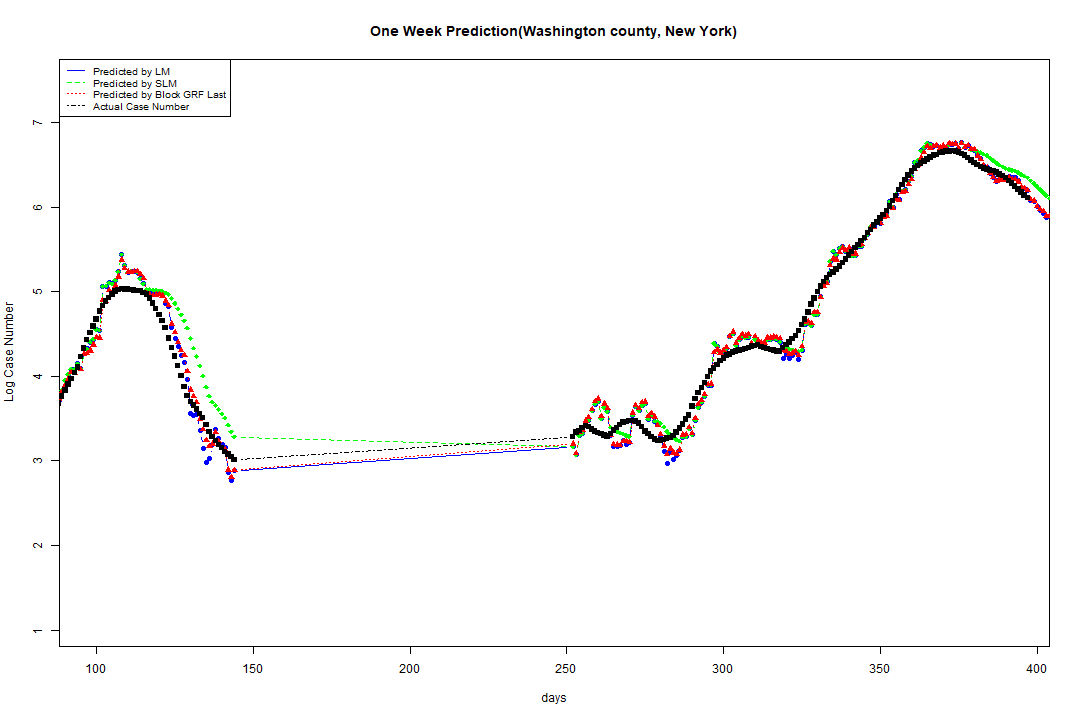 One Week Prediction(Washington county, New York)
Predicted by LM
Predicted by SLM
Predicted by Block GRF Last
Actual Case Number
Log Case Number
7
6
5
4
3
2
1
100 150 200 250 300 350 400
days